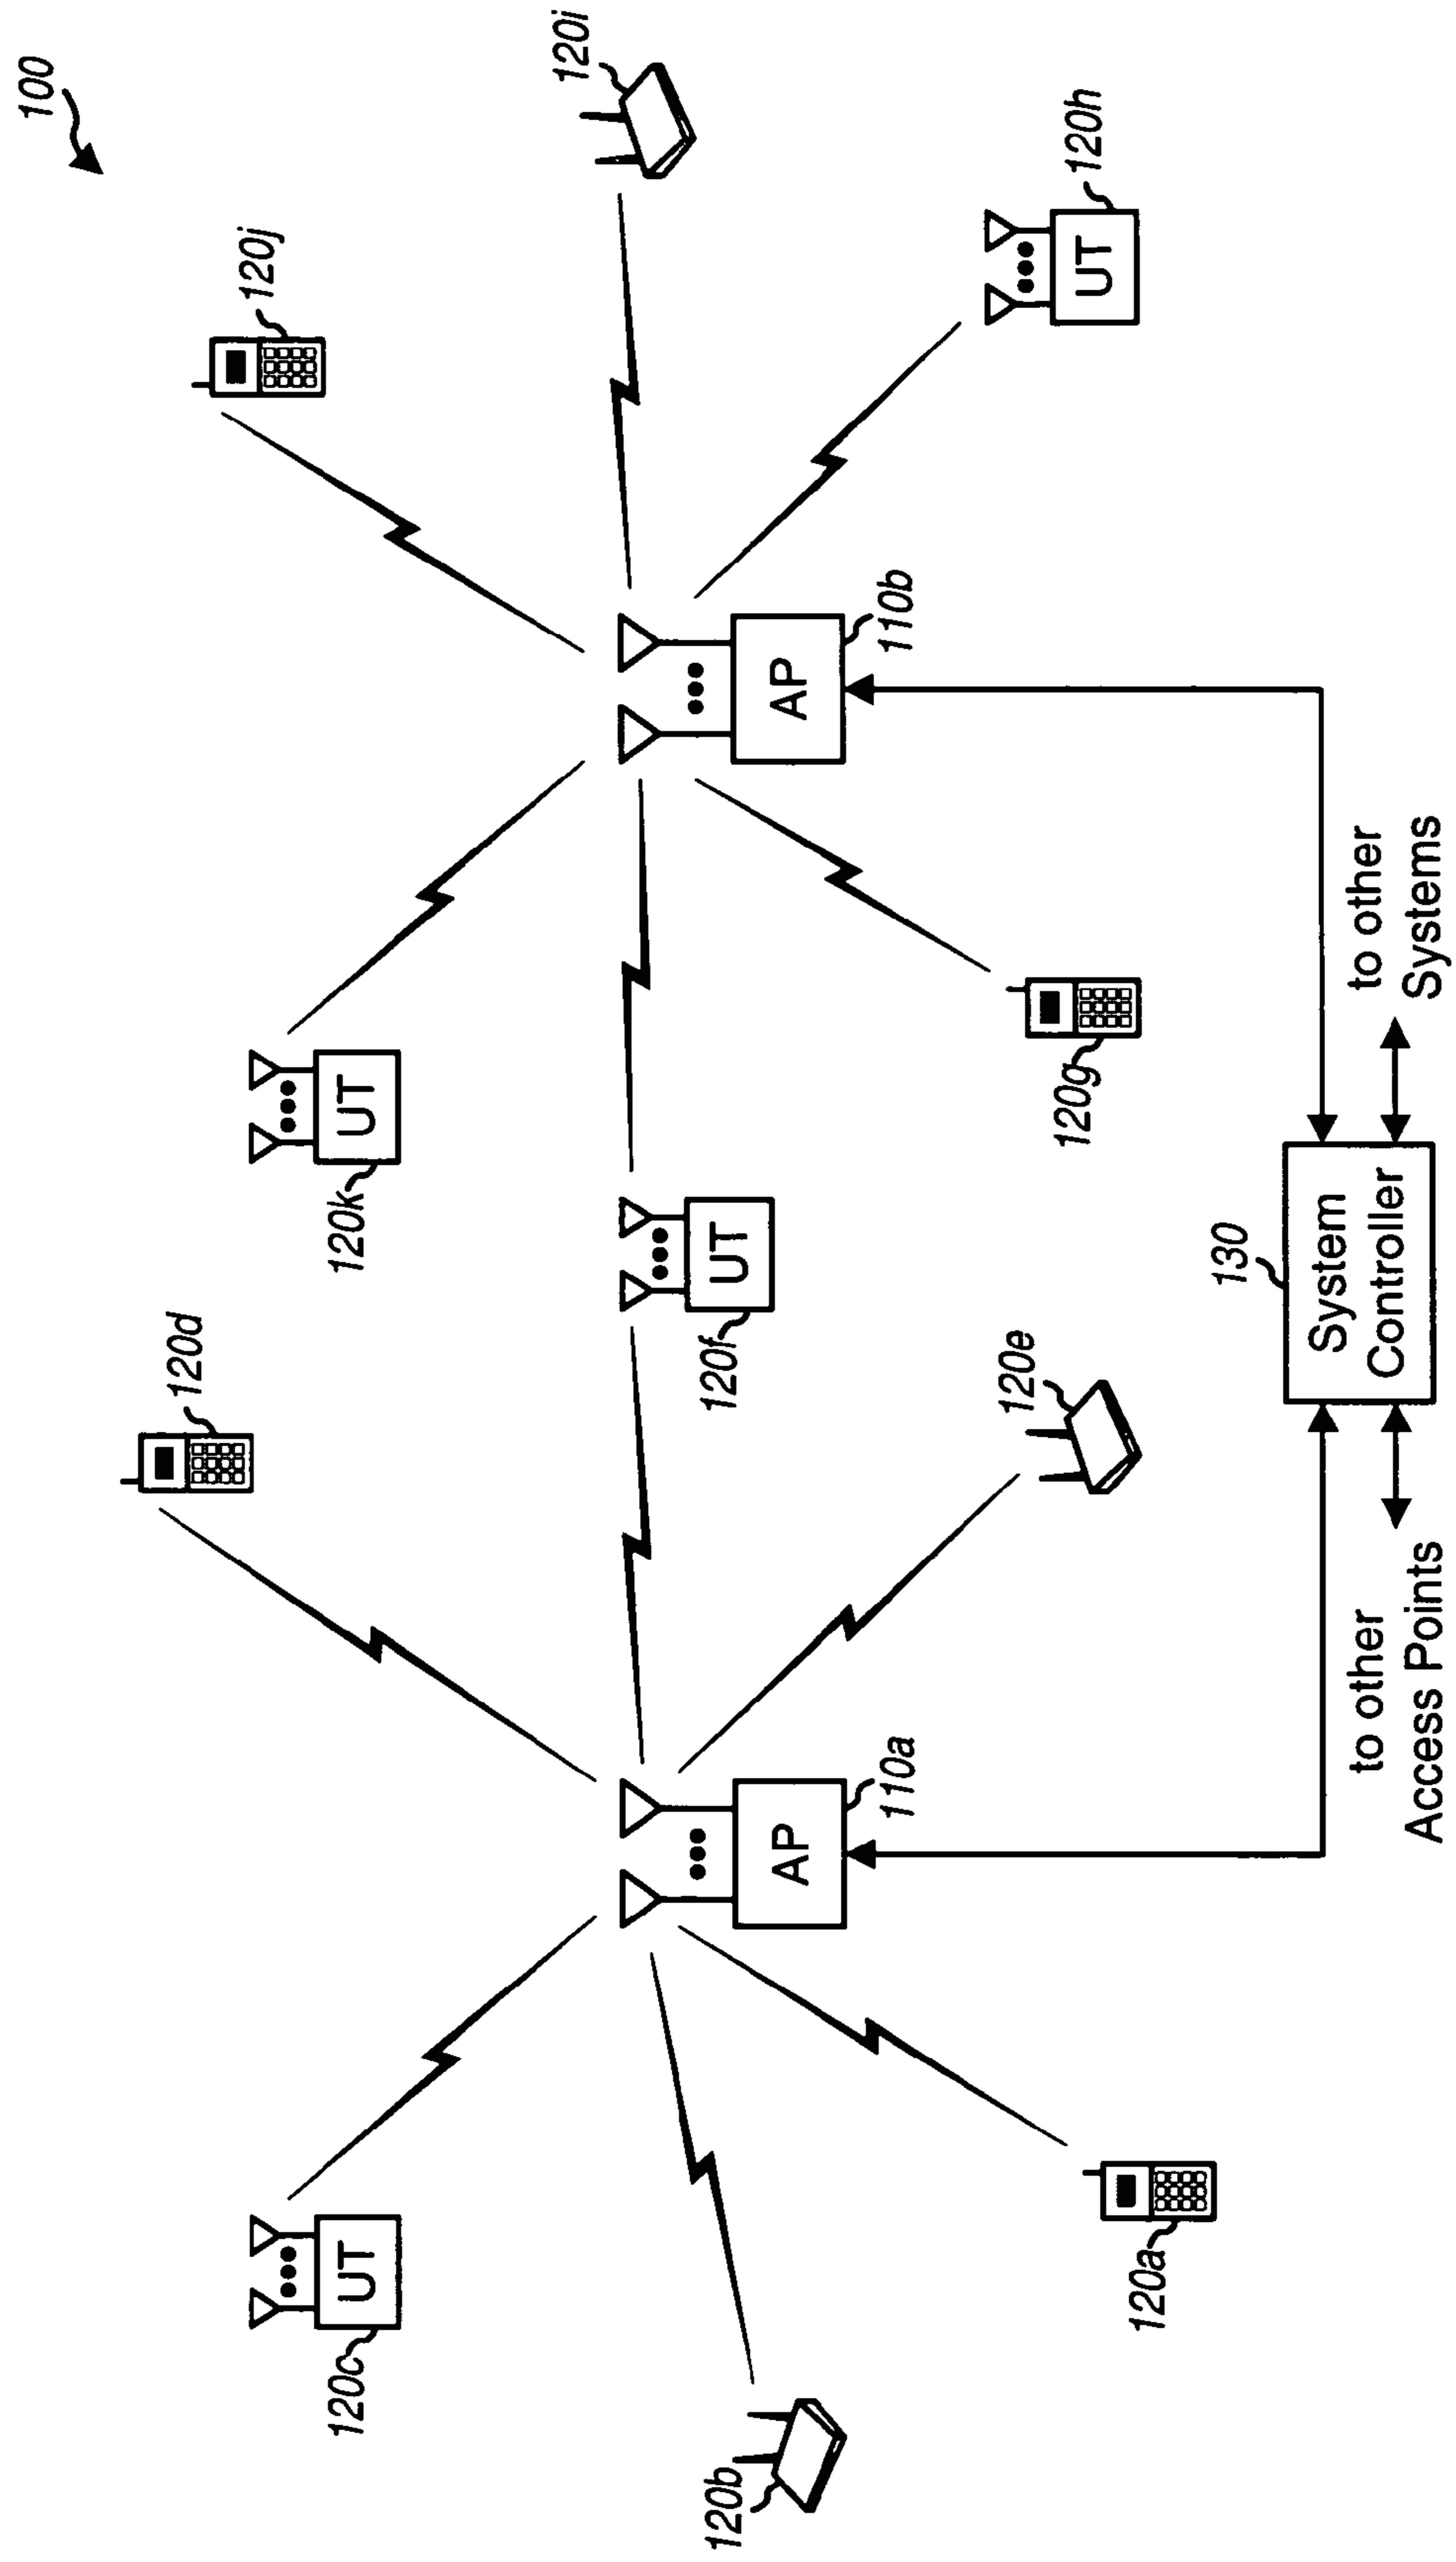 100
120d
120j
120c
UT
120k
UT
120i
120b
120f
UT
AP
110a
AP
110b
120e
120g
UT
120h
120a
130
System
Controller
to other
Access Points
to other
Systems